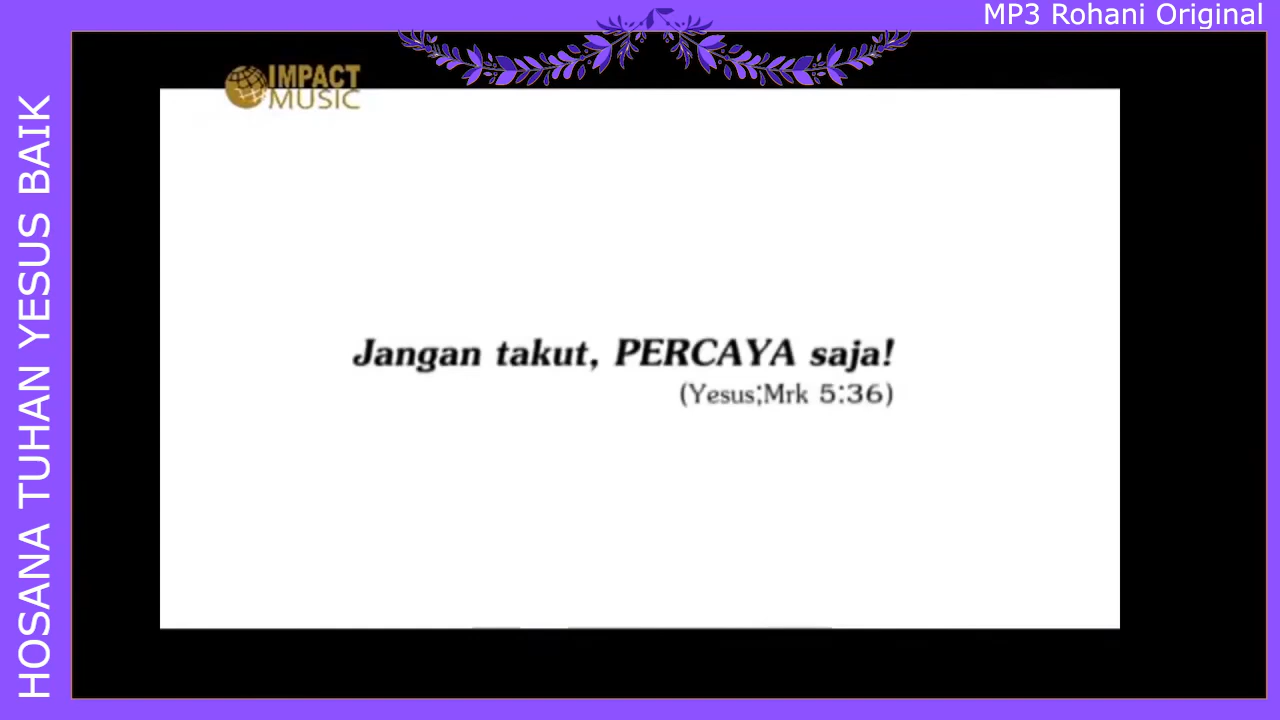 MP3 Rohani Original
IMPACT
MUSIC
HOSANA TUHAN YESUS BAIK
Jangan takut, PERCAYA saja!
(Yesus;Mrk 5:36)